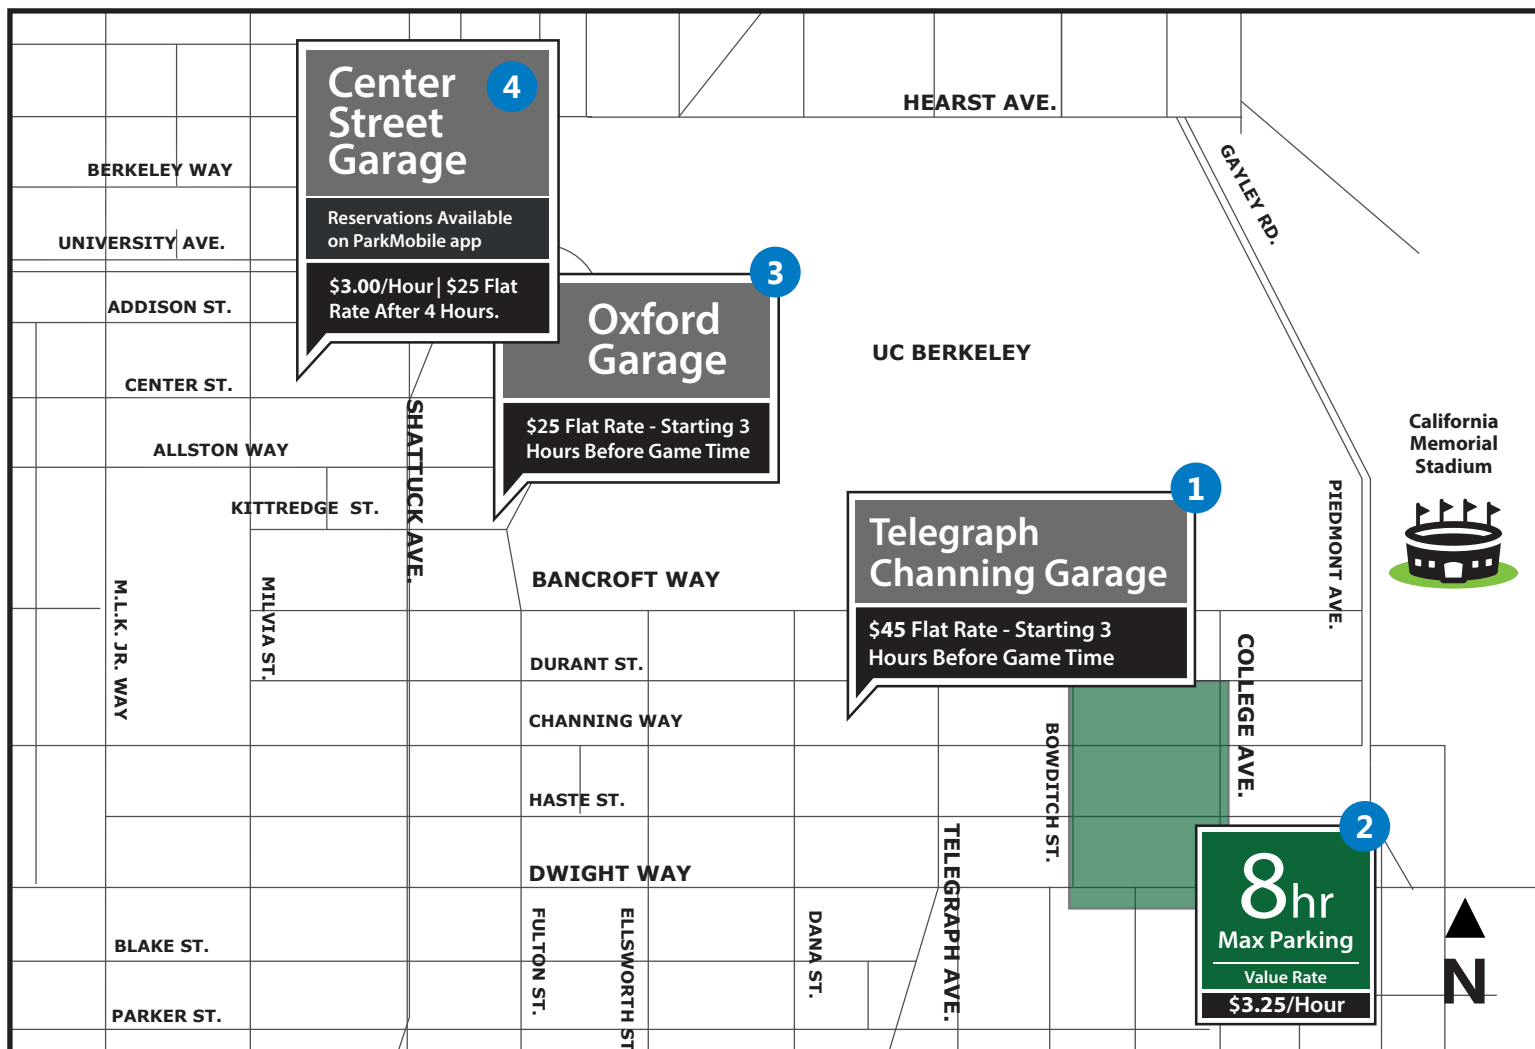 Center
Street
Garage
4
Reservations Available
on ParkMobile app
$3.00/Hour | $25 Flat
Rate After 4 Hours.
3
Oxford
Garage
$25 Flat Rate - Starting 3
Hours Before Game Time
HEARST AVE.
GAYLEY RD.
BERKELEY WAY
UNIVERSITY AVE.
ADDISON ST.
CENTER ST.
ALLSTON WAY
KITTREDGE ST.
SHATTUCK AVE.
UC BERKELEY
California
Memorial
Stadium
PIEDMONT AVE.
1
Telegraph
Channing Garage
$45 Flat Rate - Starting 3
Hours Before Game Time
BANCROFT WAY
M.L.K. JR. WAY
MILVIA ST.
DURANT ST.
CHANNING WAY
COLLEGE AVE.
BOWDITCH ST.
HASTE ST.
DWIGHT WAY
TELEGRAPH AVE.
2
8hr
Max Parking
Value Rate
$3.25/Hour
BLAKE ST.
FULTON ST.
ELLSWORTH ST
DANA ST.
PARKER ST.
N